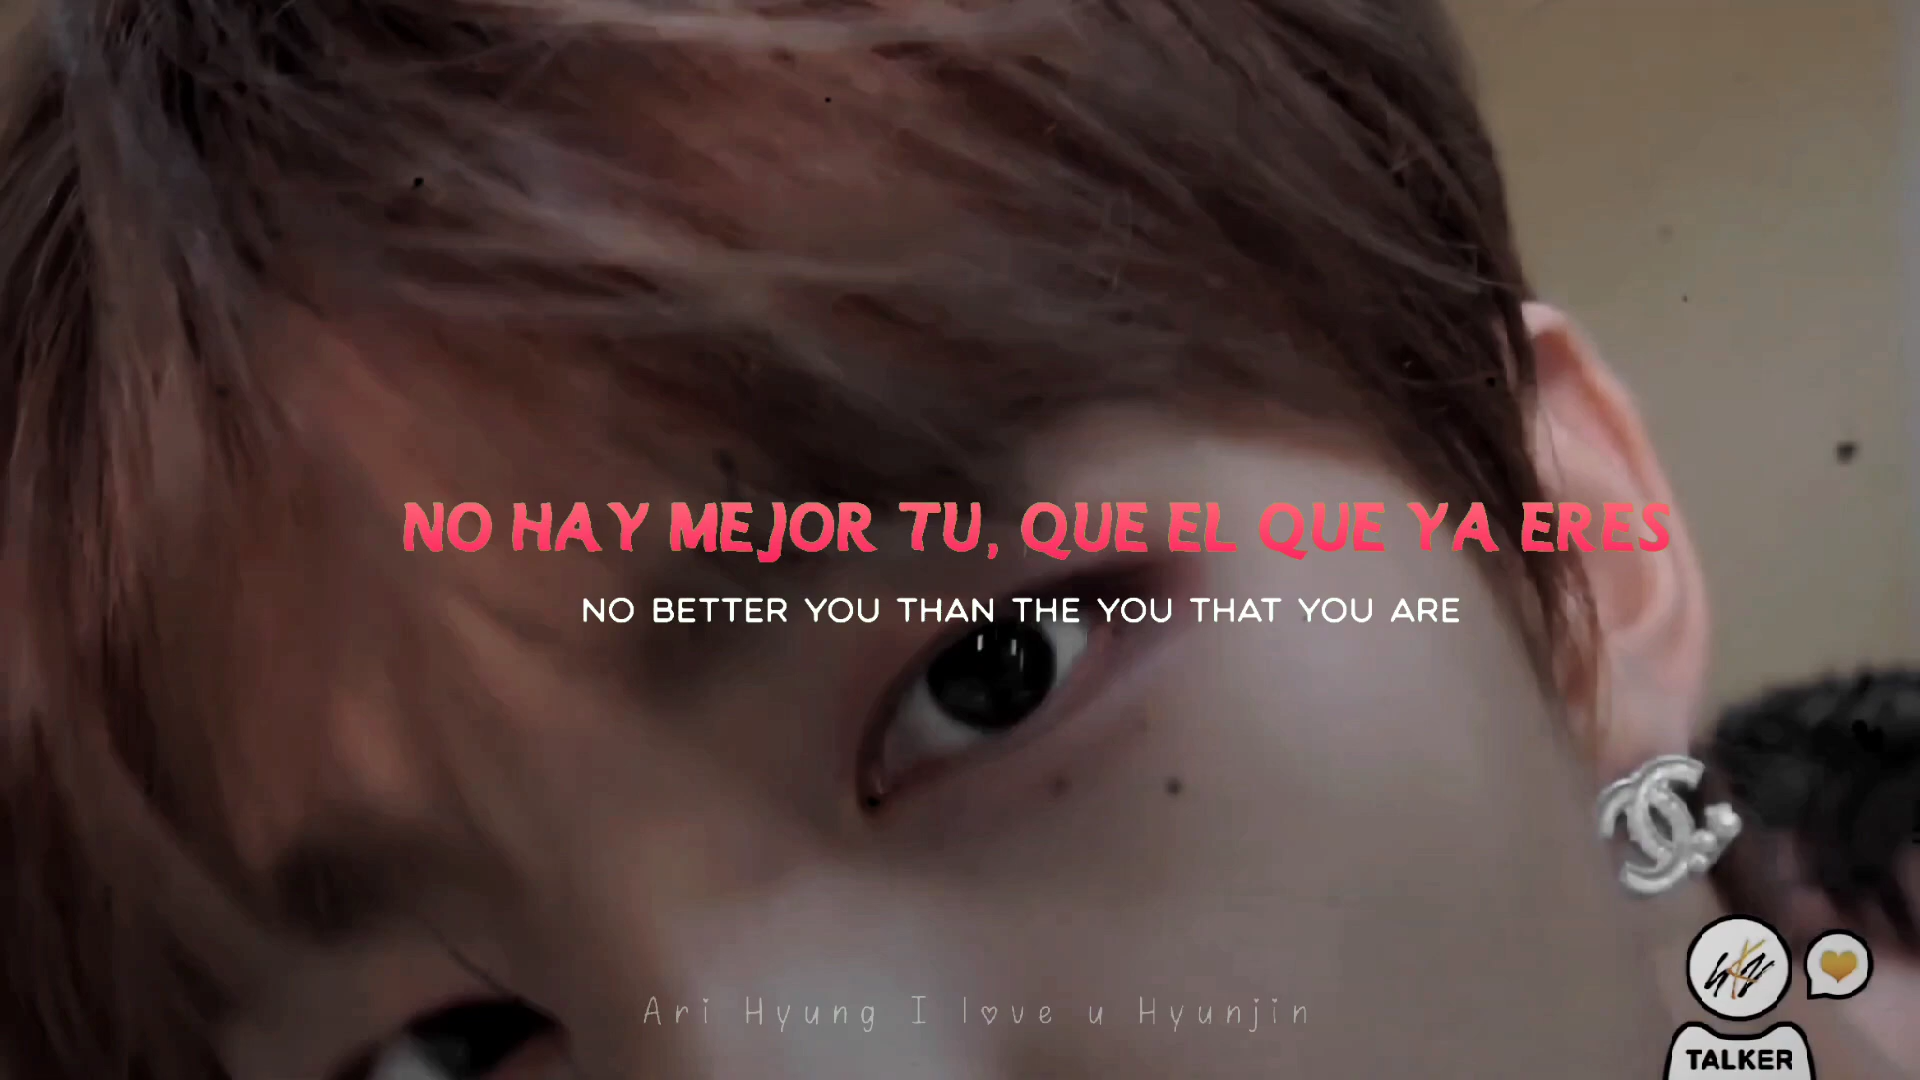 NO HAY MEJOR TU, QUE EL QUE YA ERES
NO BETTER YOU THAN THE YOU THAT YOU ARE
Ari Hyung I love u Hyunjin
TALKER